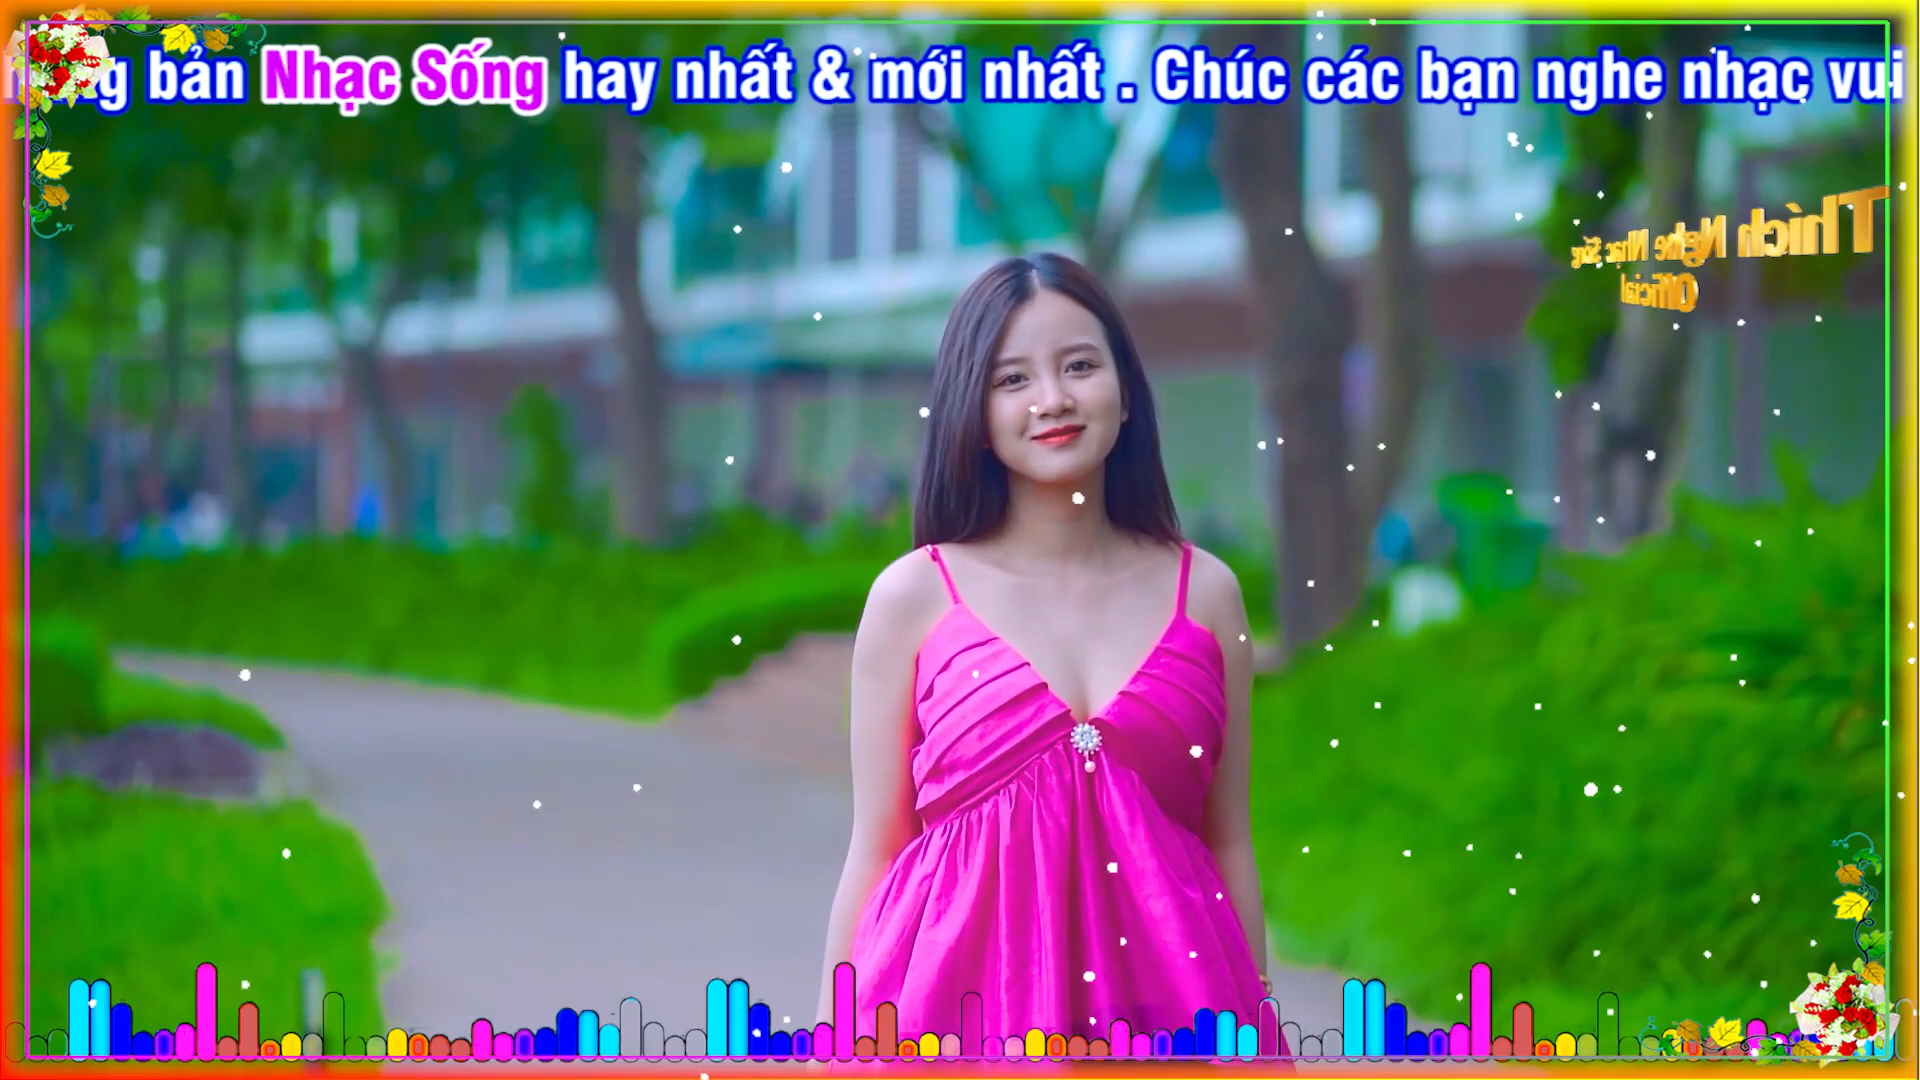 bản Nhạc Sống hay nhất & mới nhất . Chúc các bạn nghe nhạc vui
Thích Nghe Nhạc Sống
Official